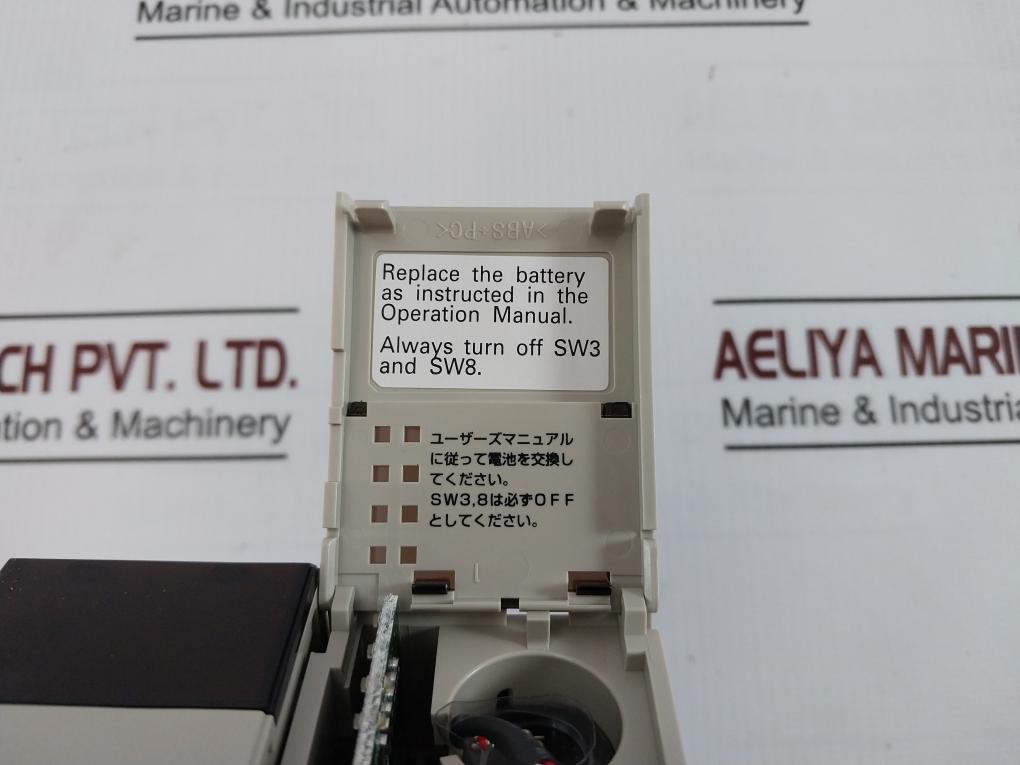 Marine & Industrial Automation & Machinery
>ABS+PC<
Replace the battery
as instructed in the
Operation Manual.
Always turn off SW3
and SW8.
CH PVT. LTD.
tion & Machinery
AELIYA MARI
Marine & Industria
ユーザーズマニュアル
に従って電池を交換し
てください。
SW3,8は必ずOFF
としてください。
1